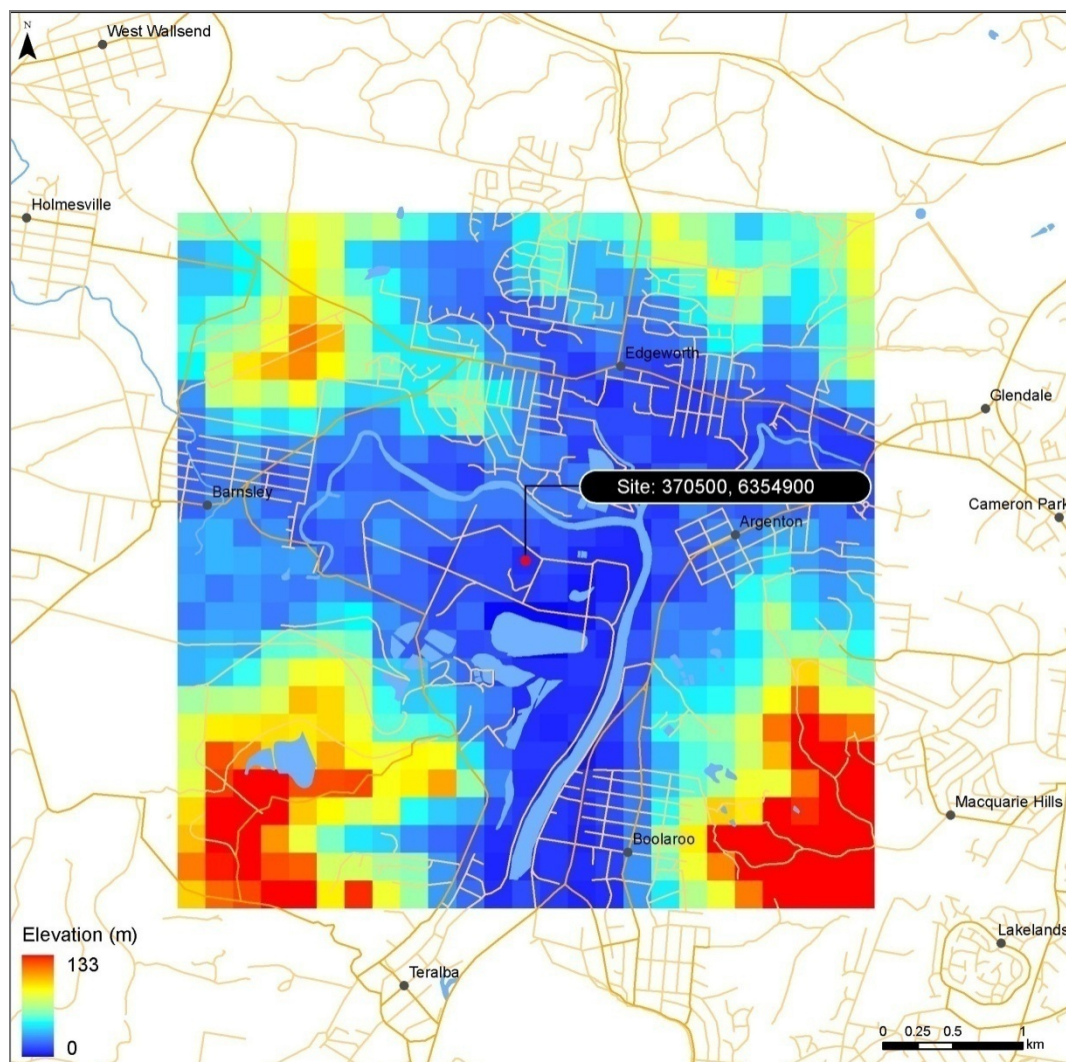 N
West Wallsend
Holmesville
Edgeworth
Glendale
Site: 370500, 6354900
Barnsley
Cameron Park
Argenton
Macquarie Hills
Boolaroo
Elevation (m)
133
0
Lakelands
Teralba
0 0.25 0.5 1
km